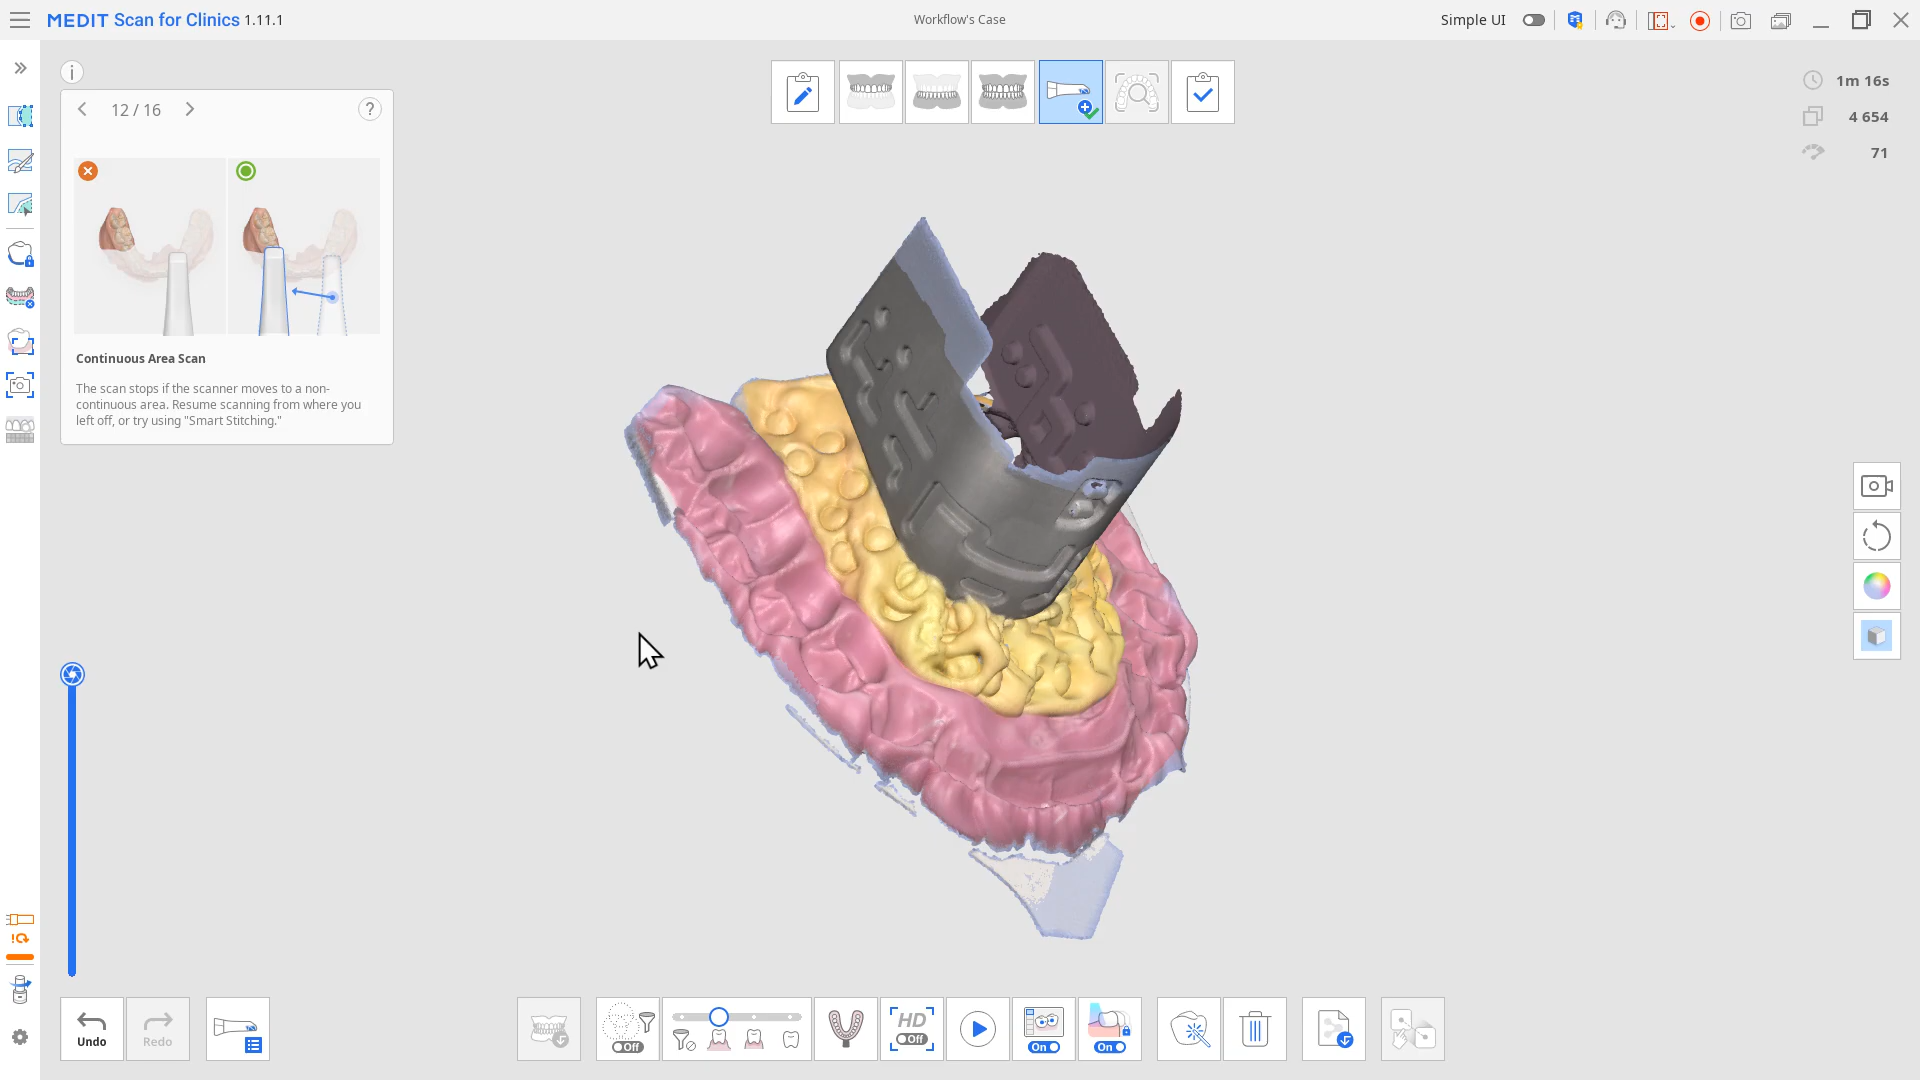 MEDIT Scan for Clinics 1.11.1
Workflow's Case
Simple UI
i
12 / 16
?
1m 16s
4 654
71
Continuous Area Scan
The scan stops if the scanner moves to a non-
continuous area. Resume scanning from where you
left off, or try using "Smart Stitching."
Undo
Redo
Off
HD
Off
On
On